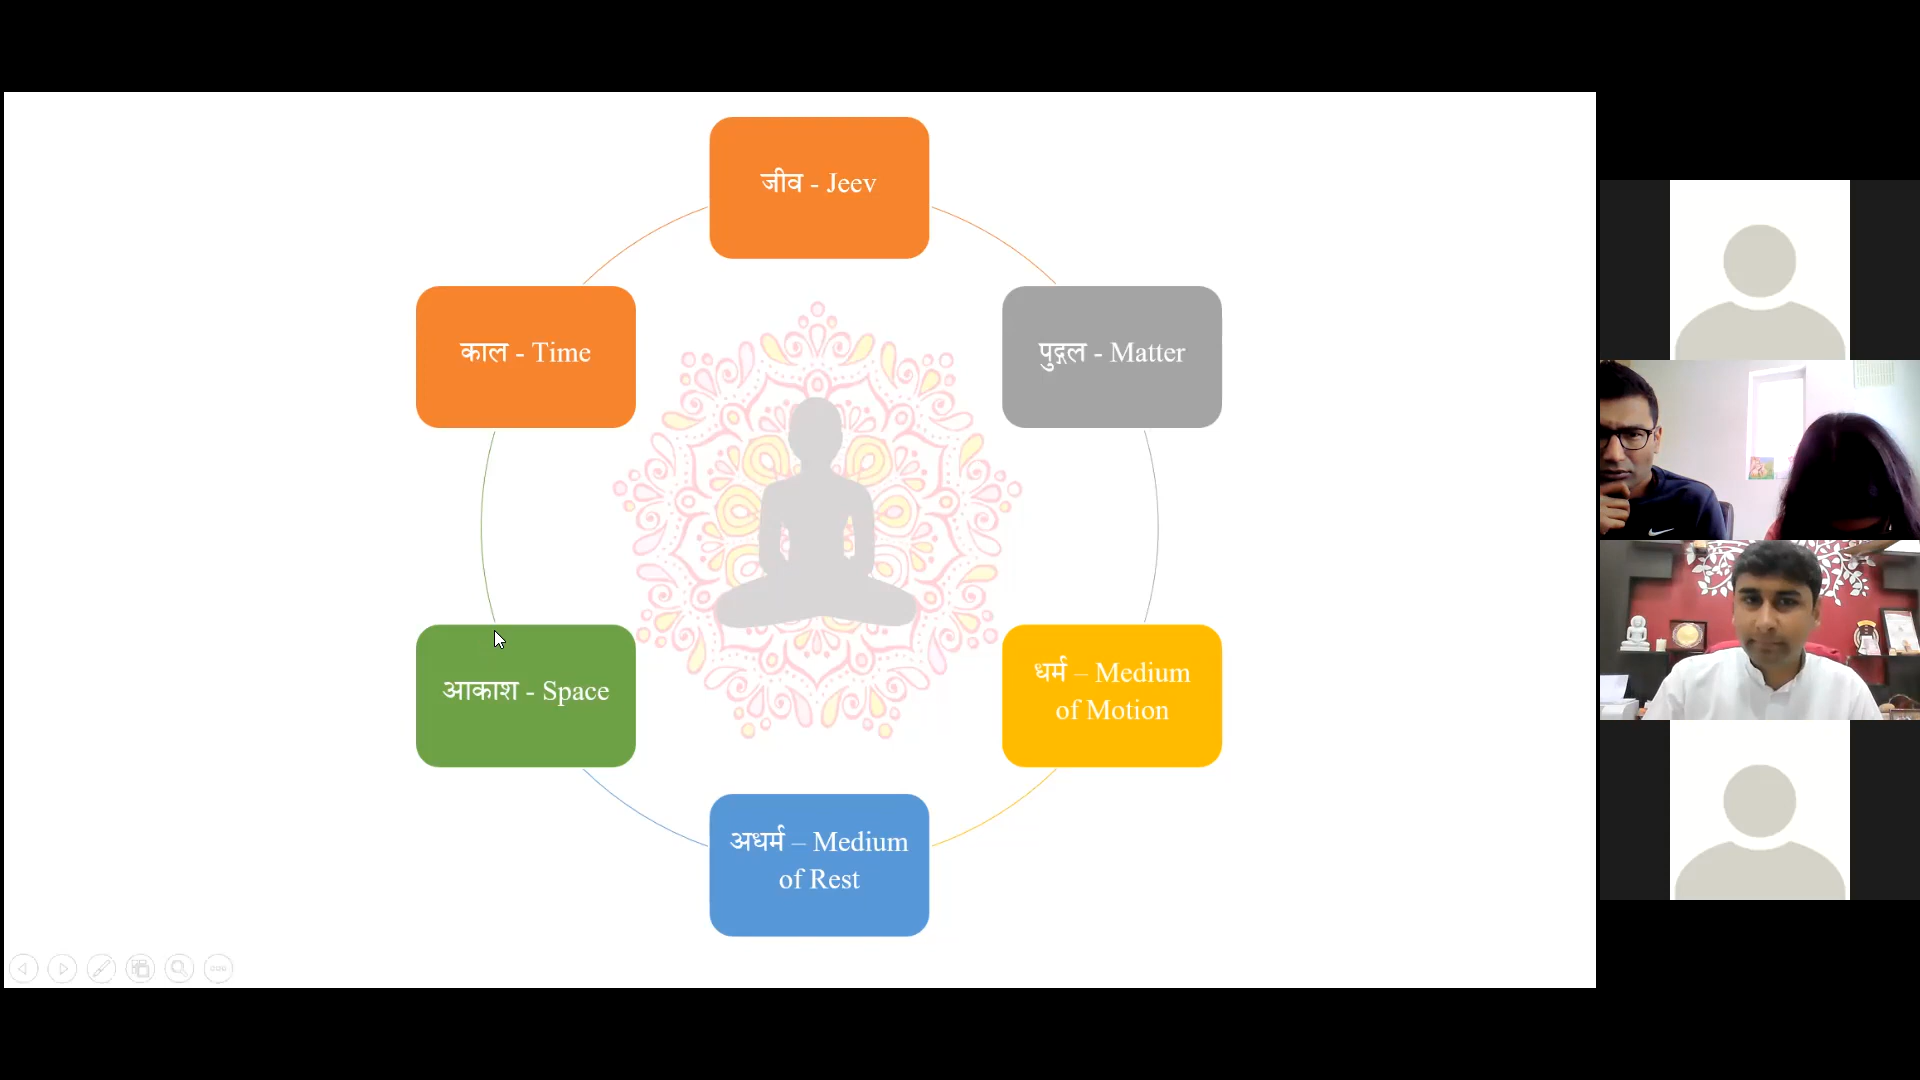 जीव - Jeev
काल - Time
पुद्गल - Matter
आकाश - Space
धर्म – Medium
of Motion
अधर्म – Medium
of Rest